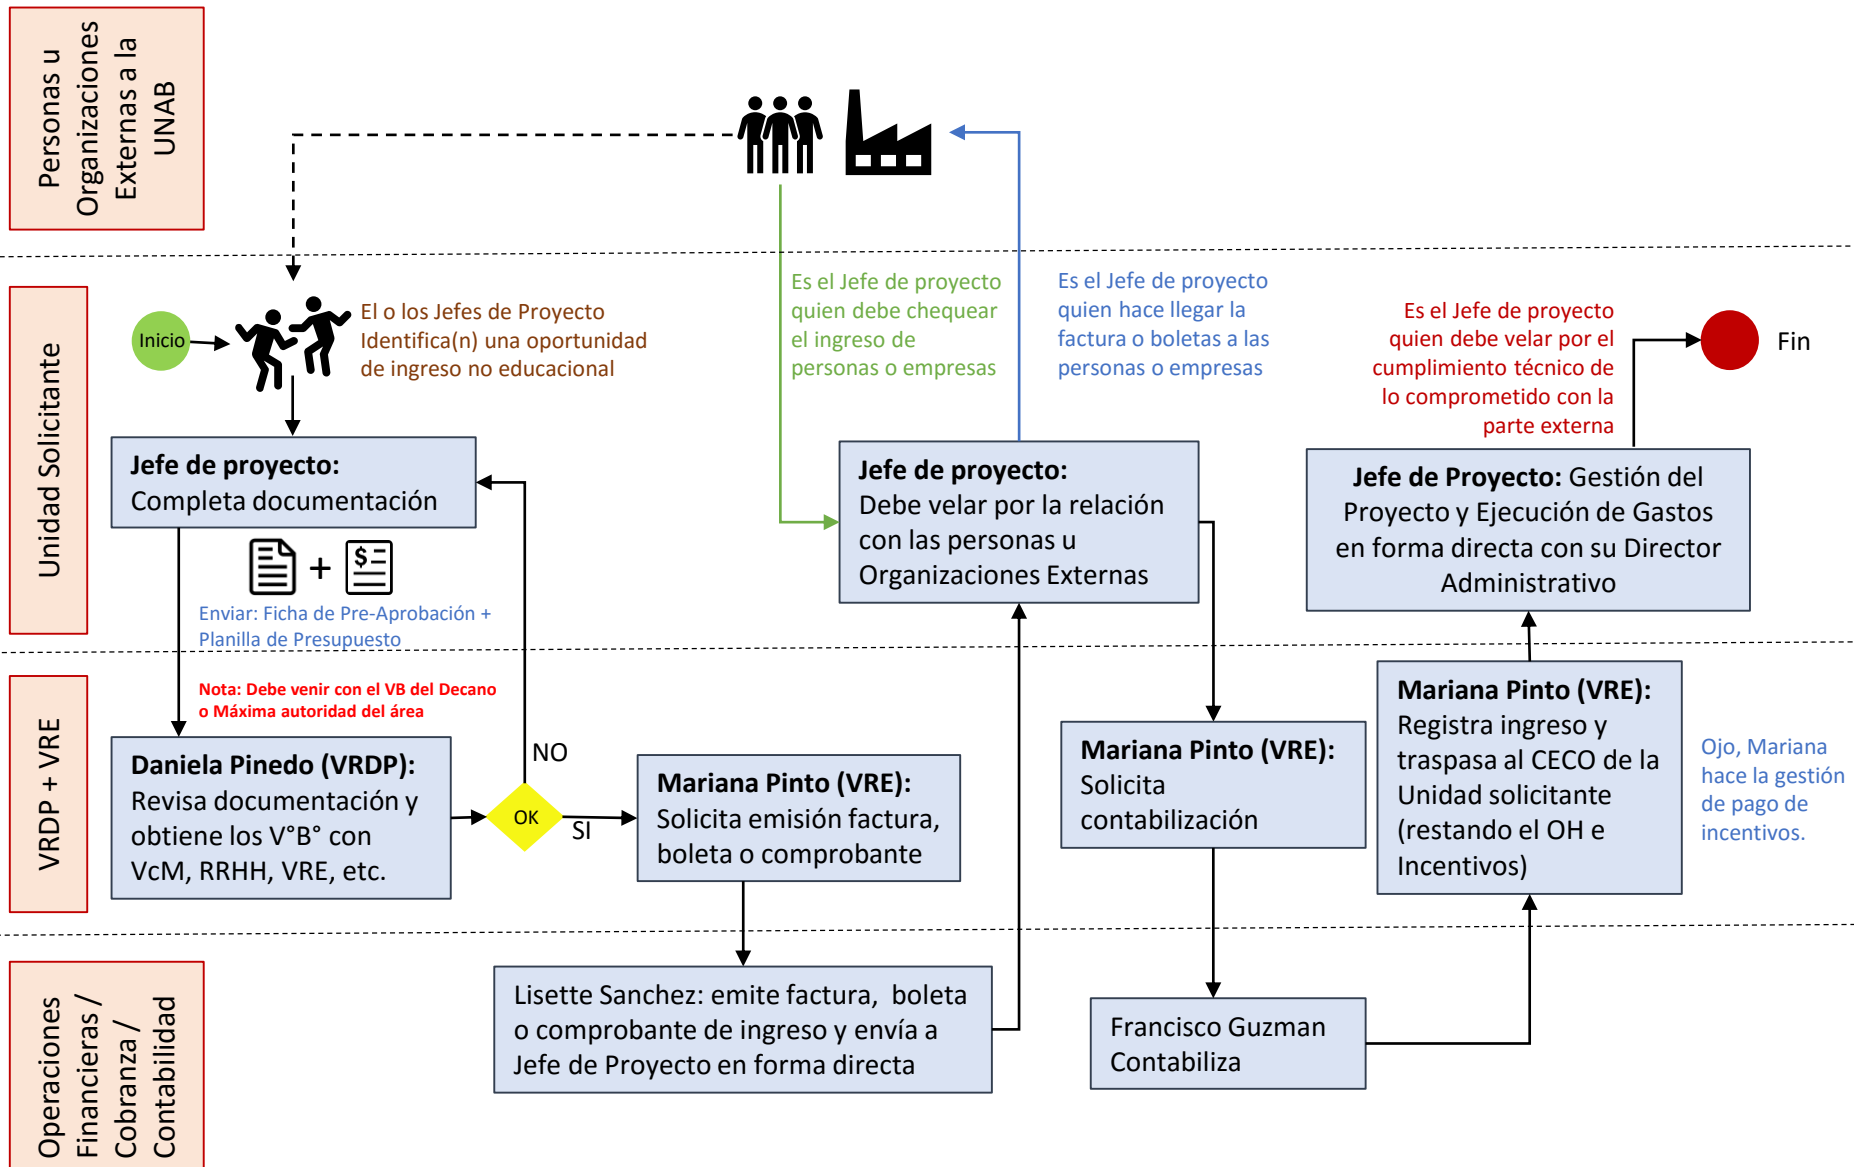 Personas u
Organizaciones
Externas a la
UNAB
Unidad Solicitante
VRDP + VRE
Operaciones
Financieras /
Cobranza /
Contabilidad
Inicio
El o los Jefes de Proyecto
Identifica(n) una oportunidad
de ingreso no educacional
Jefe de proyecto:
Completa documentación
+
$
Enviar: Ficha de Pre-Aprobación +
Planilla de Presupuesto
Nota: Debe venir con el VB del Decano
o Máxima autoridad del área
Daniela Pinedo (VRDP):
Revisa documentación y
obtiene los V°B° con
VcM, RRHH, VRE, etc.
OK
NO
SI
Mariana Pinto (VRE):
Solicita emisión factura,
boleta o comprobante
Lisette Sanchez: emite factura,  boleta
o comprobante de ingreso y envía a
Jefe de Proyecto en forma directa
Es el Jefe de proyecto
quien debe chequear
el ingreso de
personas o empresas
Es el Jefe de proyecto
quien hace llegar la
factura o boletas a las
personas o empresas
Jefe de proyecto:
Debe velar por la relación
con las personas u
Organizaciones Externas
Mariana Pinto (VRE):
Solicita
contabilización
Francisco Guzman
Contabiliza
Mariana Pinto (VRE):
Registra ingreso y
traspasa al CECO de la
Unidad solicitante
(restando el OH e
Incentivos)
Ojo, Mariana
hace la gestión
de pago de
incentivos.
Jefe de Proyecto: Gestión del
Proyecto y Ejecución de Gastos
en forma directa con su Director
Administrativo
Es el Jefe de proyecto
quien debe velar por el
cumplimiento técnico de
lo comprometido con la
parte externa
Fin